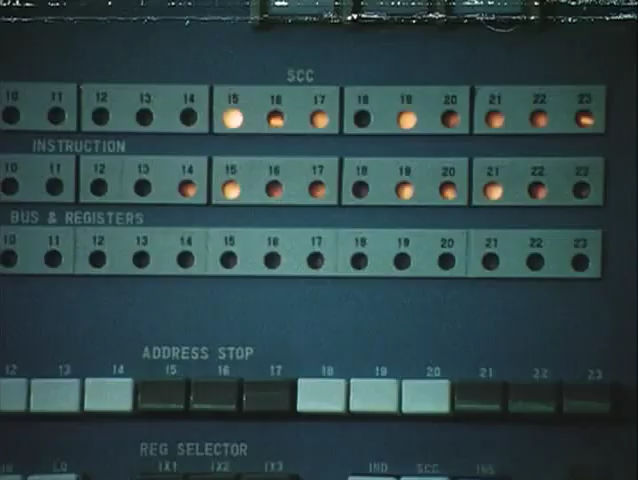 SCC
10 11 12 13 14 15 16 17 18 19 20 21 22 23
INSTRUCTION
10 11 12 13 14 15 16 17 18 19 20 21 22 23
BUS & REGISTERS
10 11 12 13 14 15 16 17 18 19 20 21 22 23
ADDRESS STOP
12 13 14 15 16 17 18 19 20 21 22 23
REG SELECTOR
LQ IX1 IX2 IX3 IND SCC INS